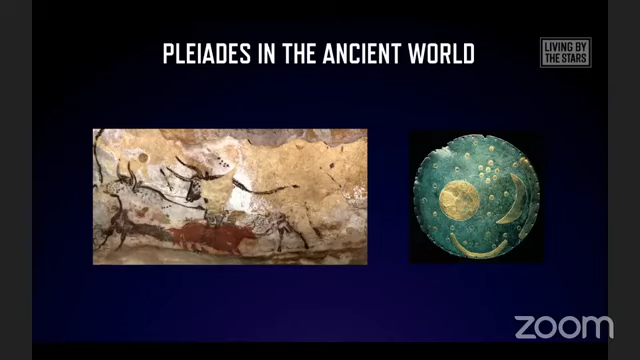 PLEIADES IN THE ANCIENT WORLD
LIVING BY
THE STARS
zoom